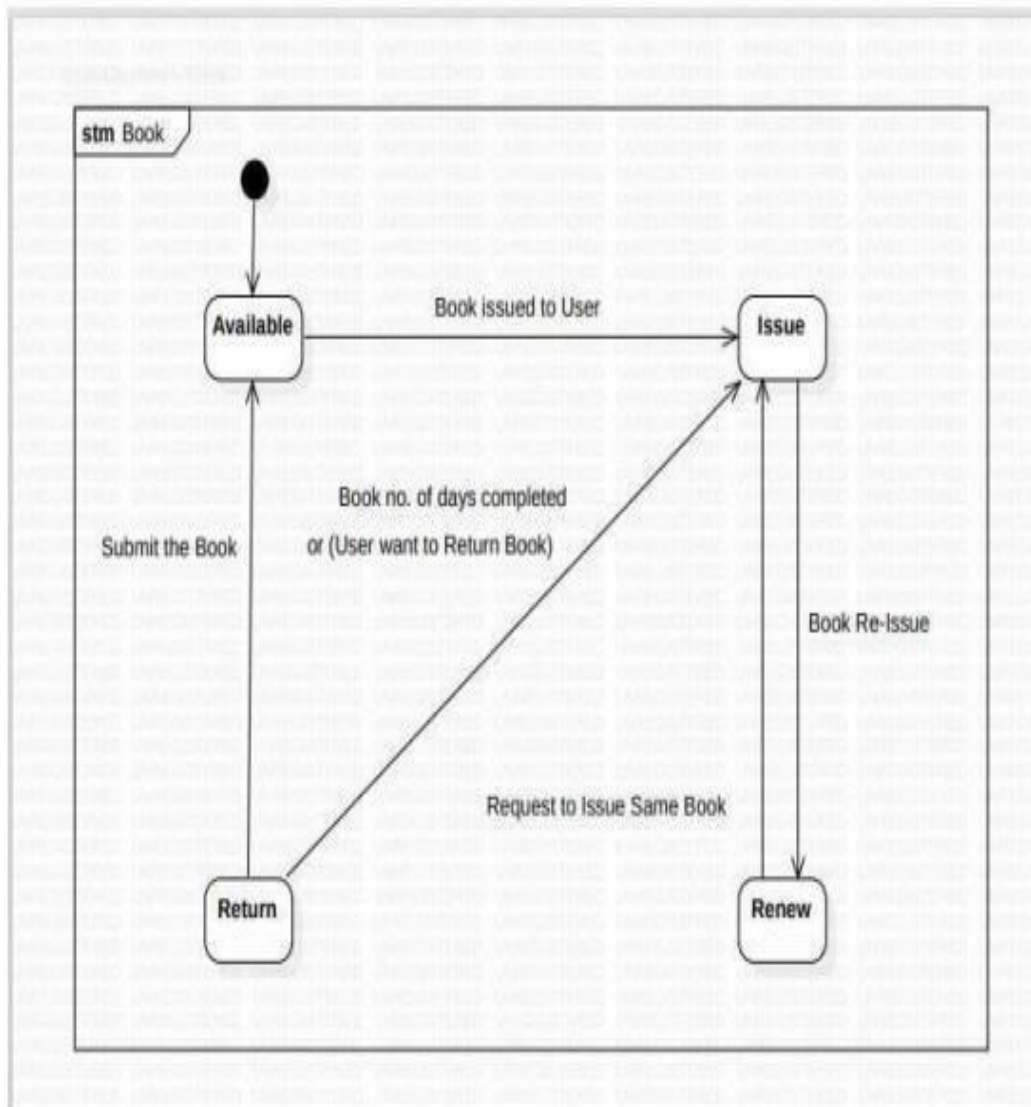 stm Book
Available
Book issued to User
Issue
Book no. of days completed
Submit the Book
or (User want to Return Book)
Book Re-Issue
Request to Issue Same Book
Return
Renew